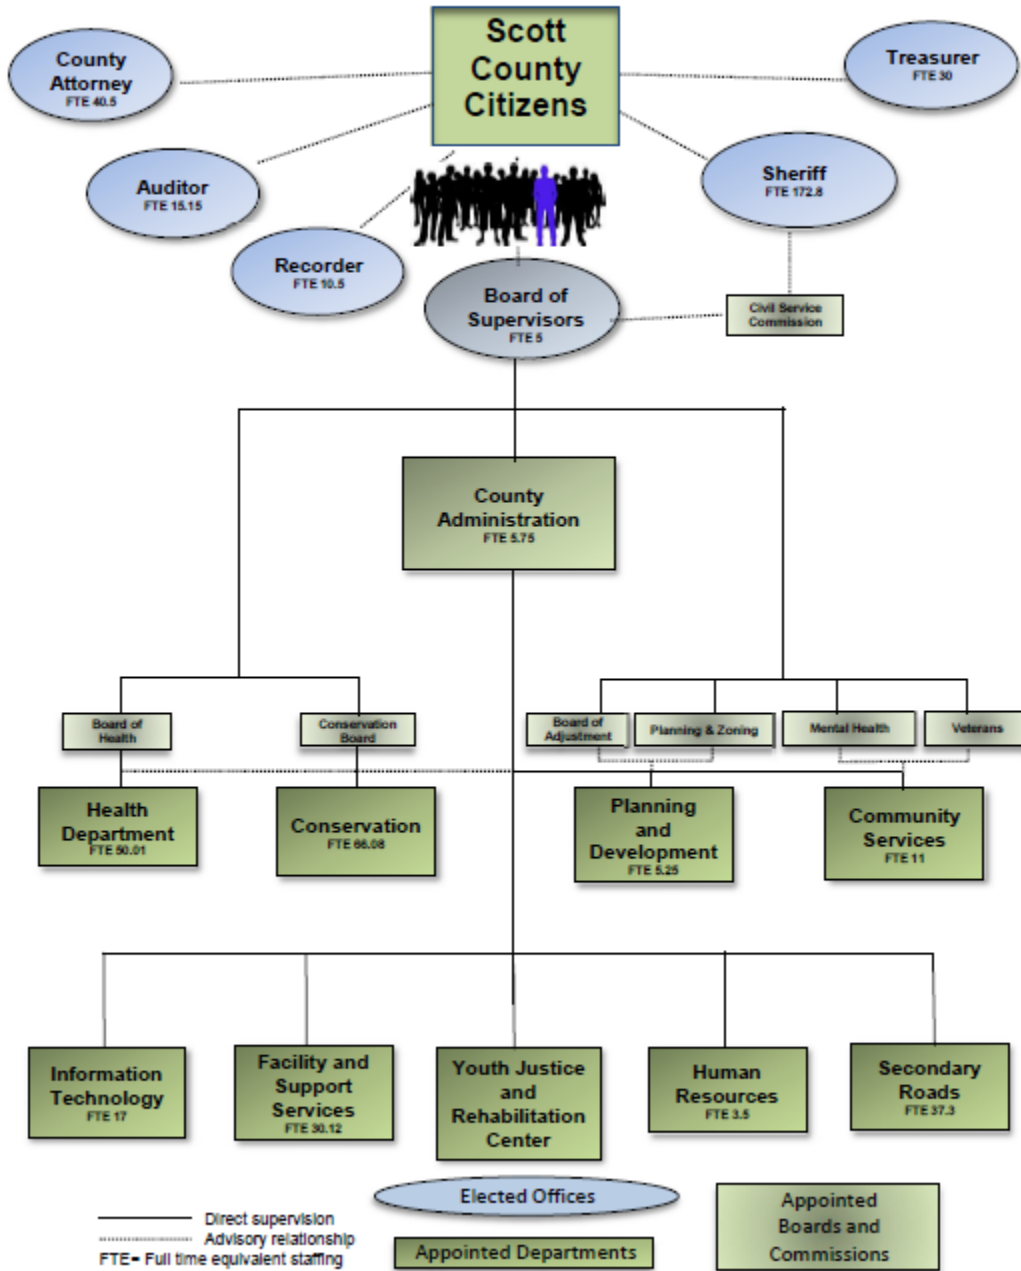 Scott
County
Citizens
County
Attorney
FTE 40.5
Treasurer
FTE 30
Auditor
FTE 15.15
Sheriff
FTE 172.8
Recorder
FTE 10.5
Board of
Supervisors
FTE 5
Civil Service
Commission
County
Administration
FTE 5.75
Board of
Health
Conservation
Board
Board of
Adjustment
Planning & Zoning
Mental Health
Veterans
Health
Department
FTE 50.01
Conservation
FTE 66.08
Planning
and
Development
FTE 5.25
Community
Services
FTE 11
Information
Technology
FTE 17
Facility and
Support
Services
FTE 30.12
Youth Justice
and
Rehabilitation
Center
Human
Resources
FTE 3.5
Secondary
Roads
FTE 37.3
Direct supervision
Advisory relationship
FTE= Full time equivalent staffing
Elected Offices
Appointed Departments
Appointed
Boards and
Commissions